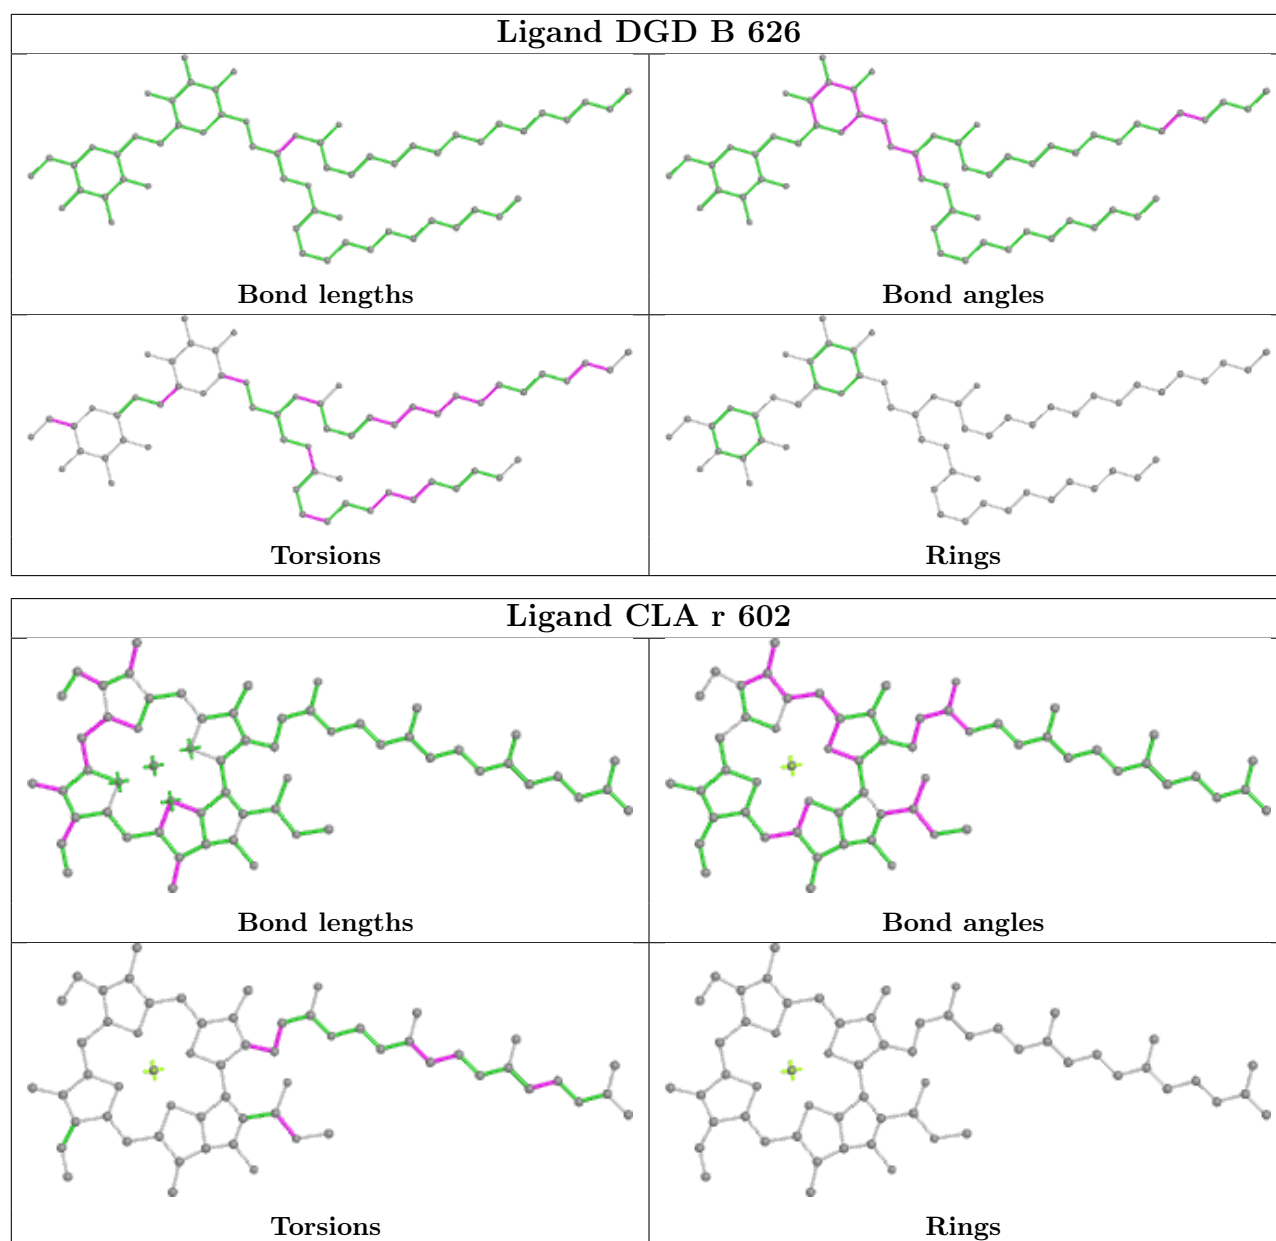 Ligand DGD B 626
Bond lengths
Bond angles
Torsions
Rings
Ligand CLA r 602
Bond lengths
Bond angles
Torsions
Rings